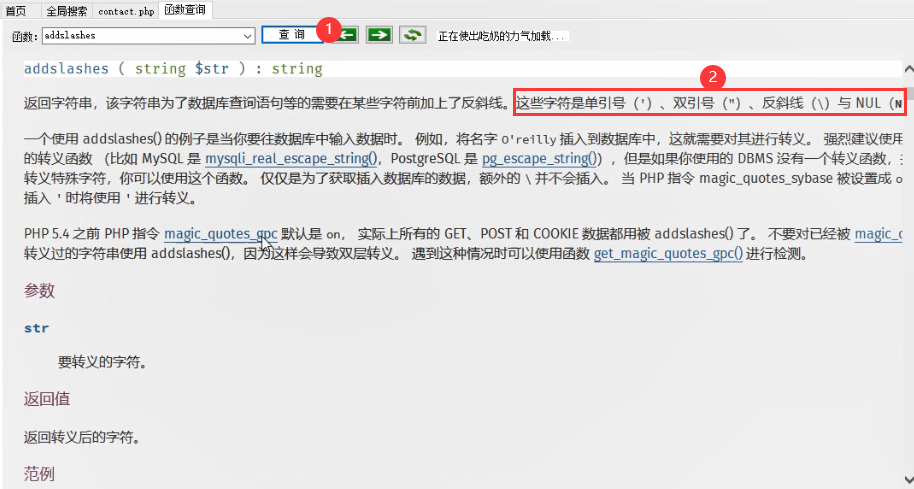 首页 全局搜索 contact.php 函数查询
函数: addslashes 查 询 1 正在使出吃奶的力气加载...
2
addslashes ( string $str ) : string
返回字符串，该字符串为了数据库查询语句等的需要在某些字符前加上了反斜线。这些字符是单引号（'）、双引号（"）、反斜线（\）与 NUL（N
一个使用 addslashes() 的例子是当你要往数据库中输入数据时。 例如，将名字 O'reilly 插入到数据库中，这就需要对其进行转义。 强烈建议使用
的转义函数 （比如 MySQL 是 mysqli_real_escape_string()，PostgreSQL 是 pg_escape_string()），但是如果你使用的 DBMS 没有一个转义函数，
转义特殊字符，你可以使用这个函数。 仅仅是为了获取插入数据库的数据，额外的 \ 并不会插入。 当 PHP 指令 magic_quotes_sybase 被设置成 o
插入 ' 时将使用 ' 进行转义。
PHP 5.4 之前 PHP 指令 magic_quotes_gpc 默认是 on， 实际上所有的 GET、POST 和 COOKIE 数据都用被 addslashes() 了。 不要对已经被 magic_
转义过的字符串使用 addslashes()，因为这样会导致双层转义。 遇到这种情况时可以使用函数 get_magic_quotes_gpc() 进行检测。
参数
str
要转义的字符。
返回值
返回转义后的字符。
范例